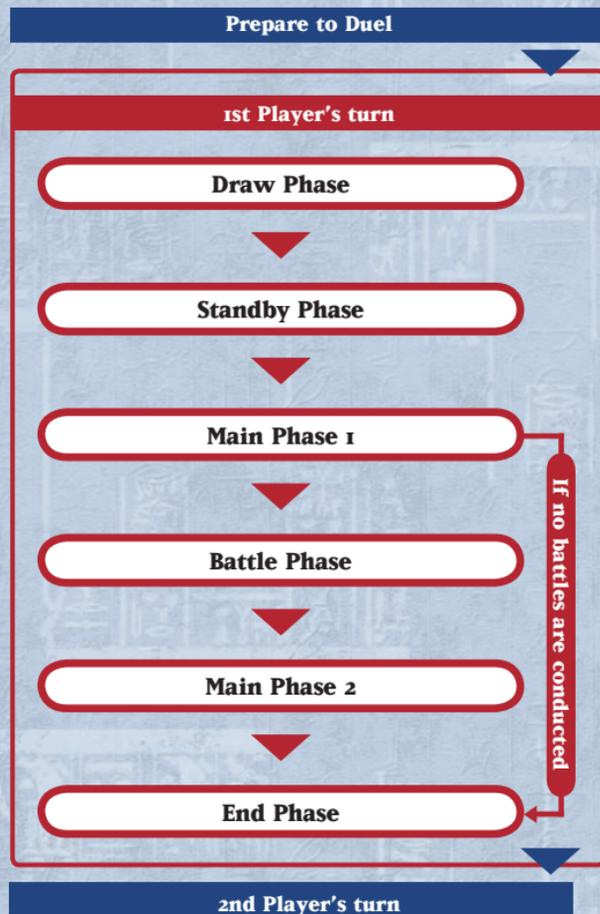 Prepare to Duel
1st Player's turn
Draw Phase
Standby Phase
Main Phase 1
If no battles are conducted
Battle Phase
Main Phase 2
End Phase
2nd Player's turn